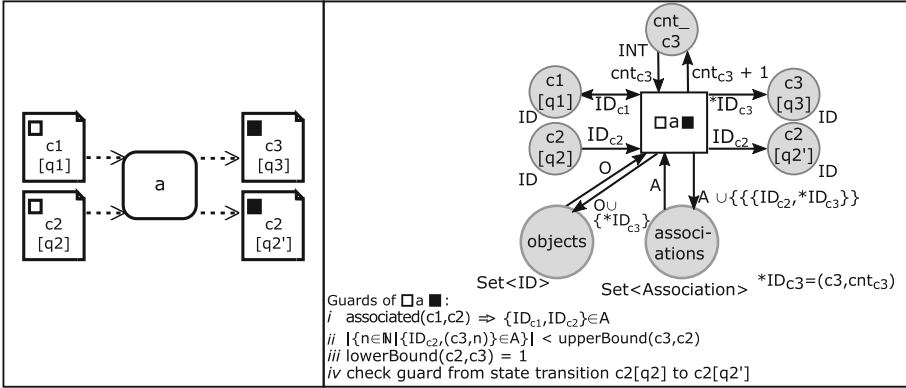 c1
[q1]
c2
[q2]
a
c3
[q3]
c2
[q2']
cnt_
c3
INT
cnt_c3
cnt_c3 + 1
c1
[q1]
ID
ID_c1
*ID_c3
c3
[q3]
ID
c2
[q2]
ID
ID_c2
□a■
ID_c2
c2
[q2']
ID
O
O∪
{*ID_c3}
A
A ∪{{{ID_c2,*ID_c3}}
objects
associ-
ations
Set<ID>
Set<Association>
*ID_c3=(c3,cnt_c3)
Guards of □a■:
i associated(c1,c2) ⇒ {ID_c1,ID_c2}∈A
ii |{n∈ℕ|{ID_c2,(c3,n)}∈A}| < upperBound(c3,c2)
iii lowerBound(c2,c3) = 1
iv check guard from state transition c2[q2] to c2[q2']